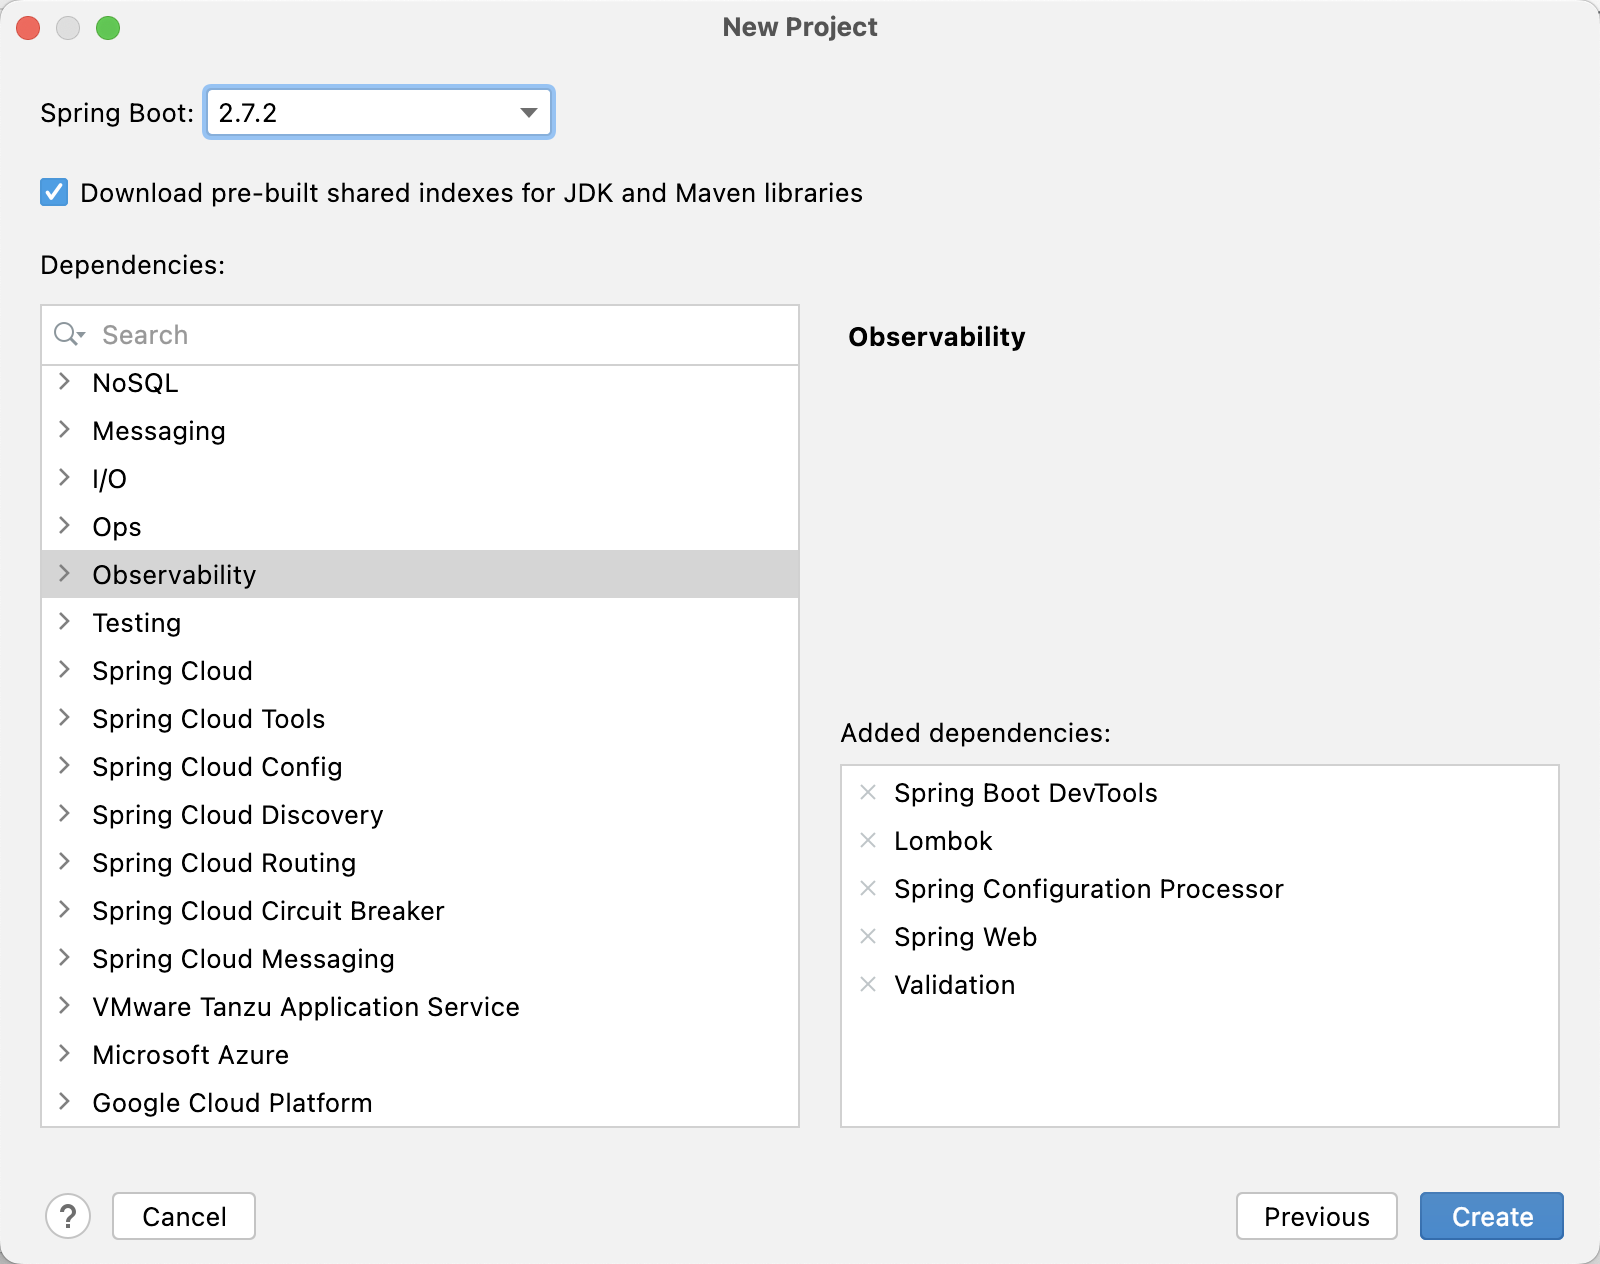 New Project
Spring Boot: 2.7.2
Download pre-built shared indexes for JDK and Maven libraries
Dependencies:
Search
NoSQL
Messaging
I/O
Ops
Observability
Testing
Spring Cloud
Spring Cloud Tools
Spring Cloud Config
Spring Cloud Discovery
Spring Cloud Routing
Spring Cloud Circuit Breaker
Spring Cloud Messaging
VMware Tanzu Application Service
Microsoft Azure
Google Cloud Platform
Observability
Added dependencies:
Spring Boot DevTools
Lombok
Spring Configuration Processor
Spring Web
Validation
? Cancel Previous Create